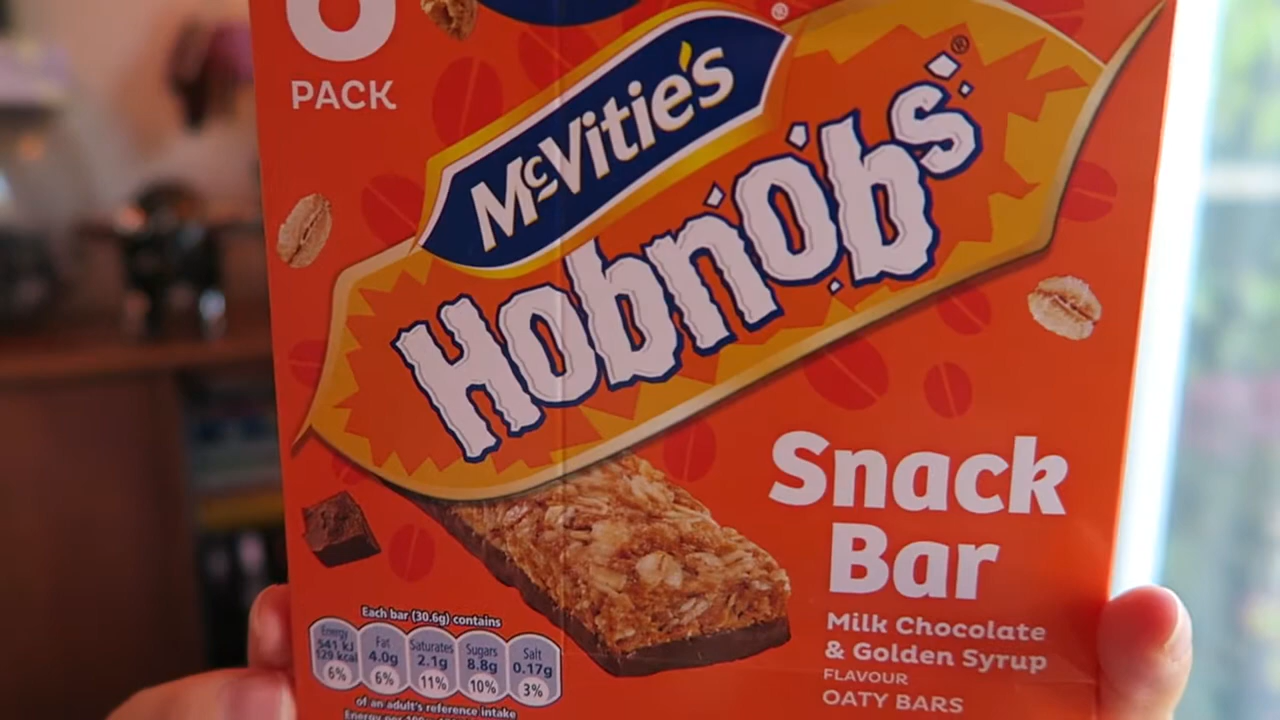 PACK
McVitie's
Hobnobs
Snack
Bar
Milk Chocolate
& Golden Syrup
FLAVOUR
OATY BARS
Each bar (30.6g) contains
Energy 541 kJ 129 kcal 6%
Fat 4.0g 6%
Saturates 2.1g 11%
Sugars 8.8g 10%
Salt 0.17g 3%
of an adult's reference intake
Energy per